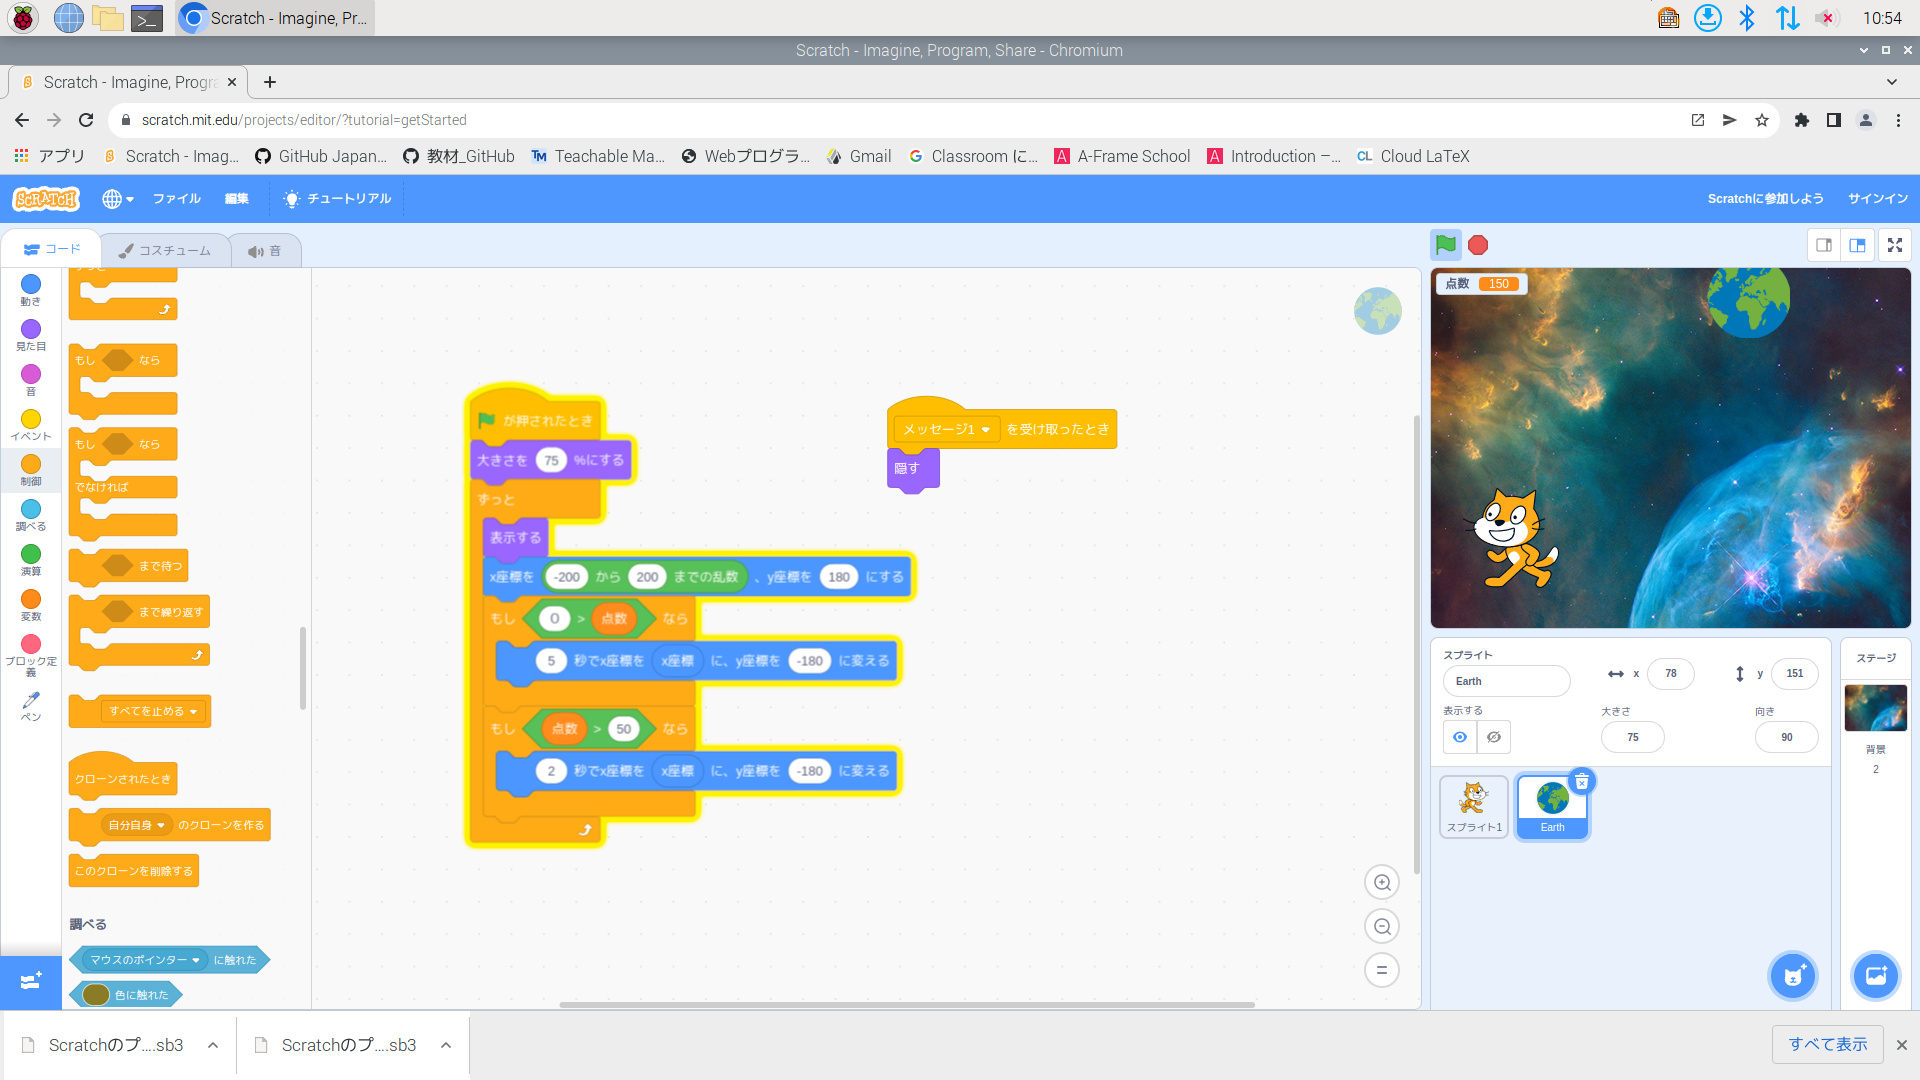 Scratch - Imagine, Pr...
10:54
Scratch - Imagine, Program, Share - Chromium
Scratch - Imagine, Progra
scratch.mit.edu/projects/editor/?tutorial=getStarted
アプリ
Scratch - Imag...
GitHub Japan...
教材_GitHub
Teachable Ma...
Webプログラ...
Gmail
Classroom に...
A-Frame School
Introduction –...
Cloud LaTeX
SCRATCH
ファイル
編集
チュートリアル
Scratchに参加しよう
サインイン
コード
コスチューム
音
動き
見た目
音
イベント
制御
調べる
演算
変数
ブロック定義
ペン
もし なら
もし なら
でなければ
まで待つ
まで繰り返す
すべてを止める
クローンされたとき
自分自身 のクローンを作る
このクローンを削除する
調べる
マウスのポインター に触れた
色に触れた
が押されたとき
大きさを 75 %にする
ずっと
表示する
x座標を -200 から 200 までの乱数 、y座標を 180 にする
もし 0 > 点数 なら
5 秒でx座標を x座標 に、y座標を -180 に変える
もし 点数 > 50 なら
2 秒でx座標を x座標 に、y座標を -180 に変える
メッセージ1 を受け取ったとき
隠す
点数 150
スプライト
Earth
x 78
y 151
表示する
大きさ
75
向き
90
スプライト1
Earth
ステージ
背景
2
Scratchのプ....sb3
Scratchのプ....sb3
すべて表示